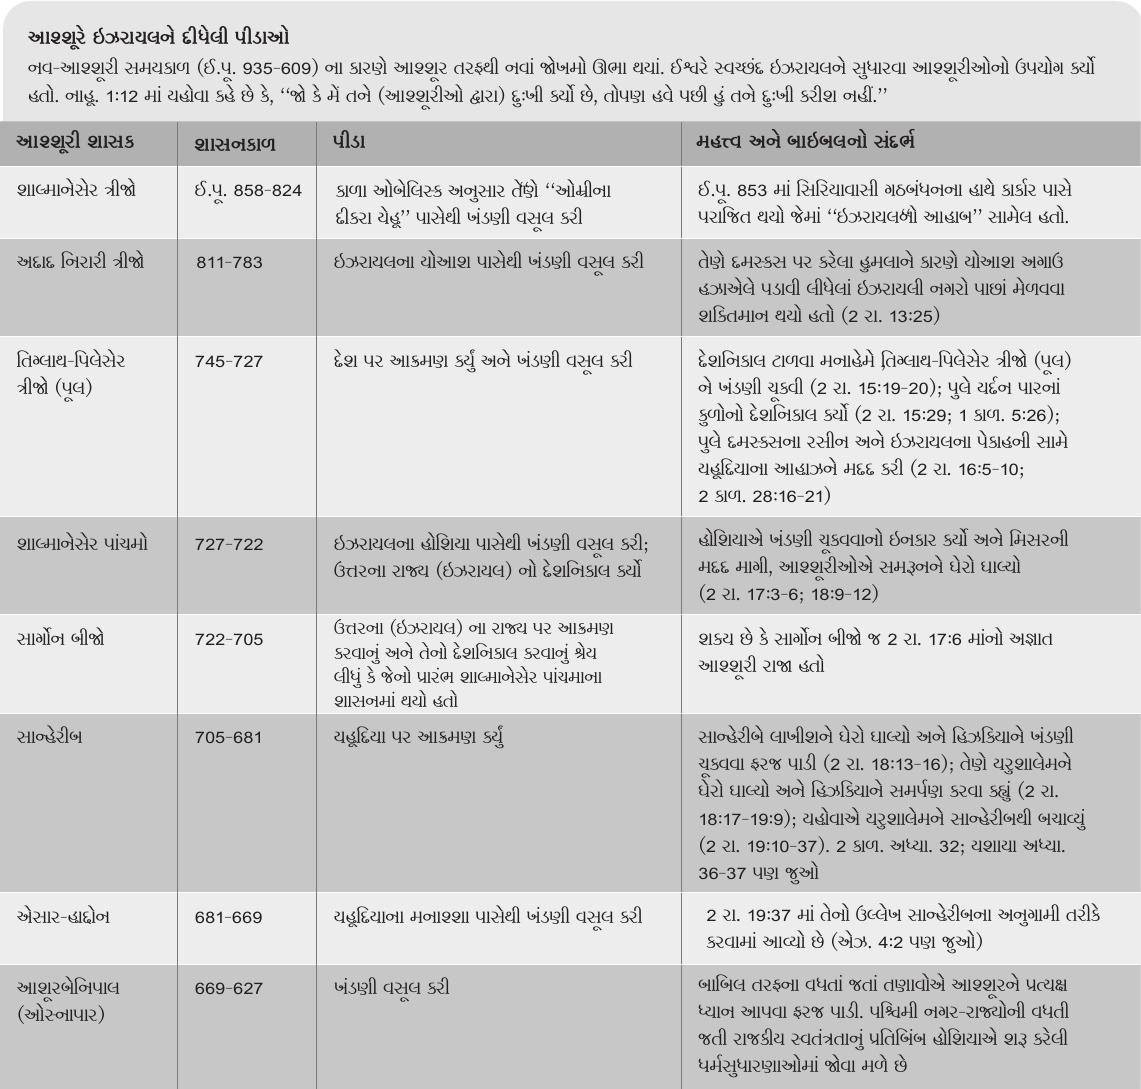 આશ્શૂરે ઇઝરાયલને દીધેલી પીડાઓ
નવ-આશ્શૂરી સમયકાળ (ઈ.પૂ. 935-609) ના કારણે આશ્શૂર તરફથી નવાં જોખમો ઊભા થયાં. ઈશ્વરે સ્વચ્છંદ ઇઝરાયલને સુધારવા આશ્શૂરીઓનો ઉપયોગ કર્યો
હતો. નાહૂ. 1:12 માં યહોવા કહે છે કે, “જો કે મેં તને (આશ્શૂરીઓ દ્વારા) દુઃખી કર્યો છે, તોપણ હવે પછી હું તને દુઃખી કરીશ નહીં.”
આશ્શૂરી શાસક શાસનકાળ પીડા મહત્ત્વ અને બાઇબલનો સંદર્ભ
શાલ્માનેસેર ત્રીજો ઈ.પૂ. 858-824
કાળા ઓબેલિસ્ક અનુસાર તેણે “ઓમ્રીના
દીકરા યેહૂ” પાસેથી ખંડણી વસૂલ કરી
ઈ.પૂ. 853 માં સિરિયાવાસી ગઠબંધનના હાથે કાર્કાર પાસે
પરાજિત થયો જેમાં “ઇઝરાયલનો આહાબ” સામેલ હતો.
અદાદ નિરારી ત્રીજો 811-783 ઇઝરાયલના યોઆશ પાસેથી ખંડણી વસૂલ કરી
તેણે દમસ્કસ પર કરેલા હુમલાને કારણે યોઆશ અગાઉ
હઝાએલે પડાવી લીધેલાં ઇઝરાયલી નગરો પાછાં મેળવવા
શક્તિમાન થયો હતો (2 રા. 13:25)
તિગ્લાથ-પિલેસેર
ત્રીજો (પૂલ)
745-727 દેશ પર આક્રમણ કર્યું અને ખંડણી વસૂલ કરી
દેશનિકાલ ટાળવા મનાહેમે તિગ્લાથ-પિલેસેર ત્રીજો (પૂલ)
ને ખંડણી ચૂકવી (2 રા. 15:19-20); પુલે યર્દન પારનાં
કુળોનો દેશનિકાલ કર્યો (2 રા. 15:29; 1 કાળ. 5:26);
પુલે દમસ્કસના રસીન અને ઇઝરાયલના પેકાહની સામે
યહૂદિયાના આહાઝને મદદ કરી (2 રા. 16:5-10;
2 કાળ. 28:16-21)
શાલ્માનેસેર પાંચમો 727-722
ઇઝરાયલના હોશિયા પાસેથી ખંડણી વસૂલ કરી;
ઉત્તરના રાજ્ય (ઇઝરાયલ) નો દેશનિકાલ કર્યો
હોશિયાએ ખંડણી ચૂકવવાનો ઇનકાર કર્યો અને મિસરની
મદદ માગી, આશ્શૂરીઓએ સમરૂનને ઘેરો ઘાલ્યો
(2 રા. 17:3-6; 18:9-12)
સાર્ગોન બીજો 722-705
ઉત્તરના (ઇઝરાયલ) ના રાજ્ય પર આક્રમણ
કરવાનું અને તેનો દેશનિકાલ કરવાનું શ્રેય
લીધું કે જેનો પ્રારંભ શાલ્માનેસેર પાંચમાના
શાસનમાં થયો હતો
શક્ય છે કે સાર્ગોન બીજો જ 2 રા. 17:6 માંનો અજ્ઞાત
આશ્શૂરી રાજા હતો
સાન્હેરીબ 705-681 યહૂદિયા પર આક્રમણ કર્યું
સાન્હેરીબે લાખીશને ઘેરો ઘાલ્યો અને હિઝકિયાને ખંડણી
ચૂકવવા ફરજ પાડી (2 રા. 18:13-16); તેણે યરુશાલેમને
ઘેરો ઘાલ્યો અને હિઝકિયાને સમર્પણ કરવા કહ્યું (2 રા.
18:17-19:9); યહોવાએ યરુશાલેમને સાન્હેરીબથી બચાવ્યું
(2 રા. 19:10-37). 2 કાળ. અધ્યા. 32; યશાયા અધ્યા.
36-37 પણ જુઓ
એસાર-હાદ્દોન 681-669 યહૂદિયાના મનાશ્શા પાસેથી ખંડણી વસૂલ કરી
2 રા. 19:37 માં તેનો ઉલ્લેખ સાન્હેરીબના અનુગામી તરીકે
કરવામાં આવ્યો છે (એઝ. 4:2 પણ જુઓ)
આશૂરબેનિપાલ
(ઓસ્નાપાર)
669-627 ખંડણી વસૂલ કરી
બાબિલ તરફના વધતાં જતાં તણાવોએ આશ્શૂરને પ્રત્યક્ષ
ધ્યાન આપવા ફરજ પાડી. પશ્ચિમી નગર-રાજ્યોની વધતી
જતી રાજકીય સ્વતંત્રતાનું પ્રતિબિંબ હોશિયાએ શરૂ કરેલી
ધર્મસુધારણાઓમાં જોવા મળે છે